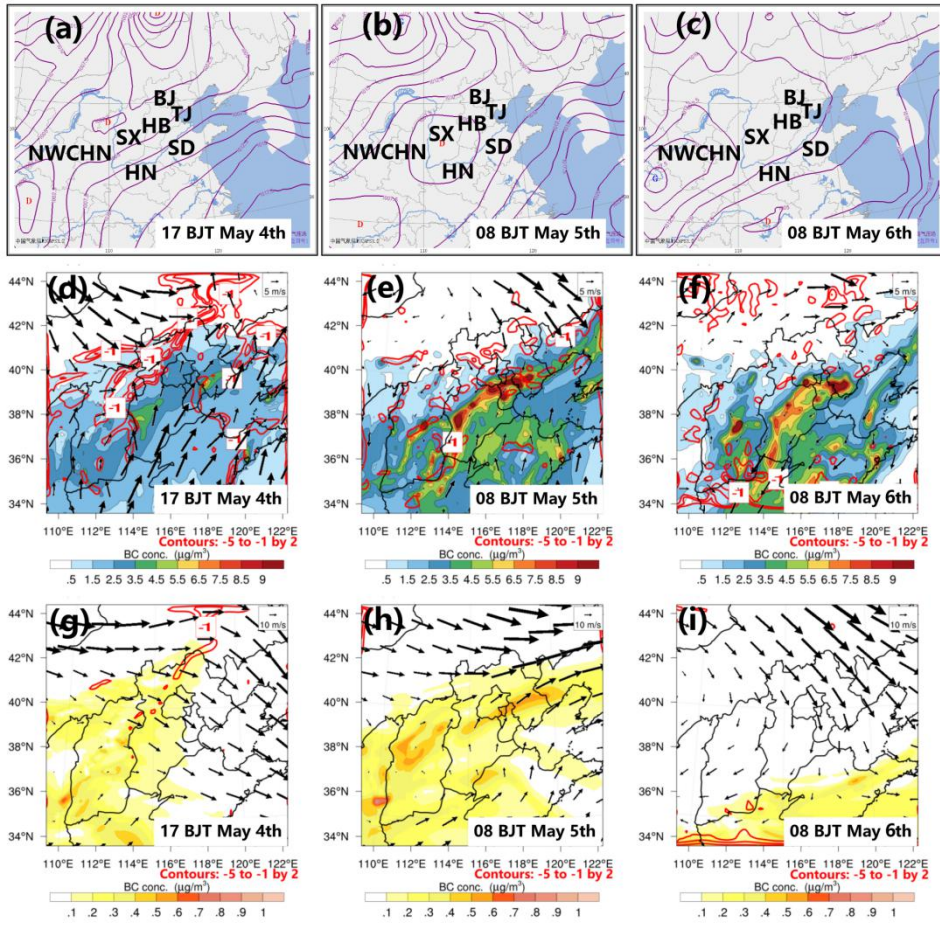 (a)
D
BJ
TJ
HB
SX
D
SD
NWCHN
HN
D
110
17 BJT May 4th
(b)
BJ
TJ
HB
SX
D
SD
NWCHN
HN
D
110
120
08 BJT May 5th
(c)
BJ
TJ
HB
SX
SD
NWCHN
HN
G
D
110
120
08 BJT May 6th
(d)
5 m/s
44°N
42°N
40°N
38°N
36°N
34°N
-1
-1
-1
-1
-1
-1
-1
17 BJT May 4th
110°E 112°E 114°E 116°E 118°E 120°E 122°E
Contours: -5 to -1 by 2
BC conc. (μg/m³)
.5 1.5 2.5 3.5 4.5 5.5 6.5 7.5 8.5 9
(e)
5 m/s
44°N
42°N
40°N
38°N
36°N
34°N
-1
-1
08 BJT May 5th
110°E 112°E 114°E 116°E 118°E 120°E 122°E
Contours: -5 to -1 by 2
BC conc. (μg/m³)
.5 1.5 2.5 3.5 4.5 5.5 6.5 7.5 8.5 9
(f)
5 m/s
44°N
42°N
40°N
38°N
36°N
34°N
-1
-1
08 BJT May 6th
110°E 112°E 114°E 116°E 118°E 120°E 122°E
Contours: -5 to -1 by 2
BC conc. (μg/m³)
.5 1.5 2.5 3.5 4.5 5.5 6.5 7.5 8.5 9
(g)
10 m/s
44°N
42°N
40°N
38°N
36°N
34°N
-1
17 BJT May 4th
110°E 112°E 114°E 116°E 118°E 120°E 122°E
Contours: -5 to -1 by 2
BC conc. (μg/m³)
.1 .2 .3 .4 .5 .6 .7 .8 .9 1
(h)
10 m/s
44°N
42°N
40°N
38°N
36°N
34°N
08 BJT May 5th
110°E 112°E 114°E 116°E 118°E 120°E 122°E
Contours: -5 to -1 by 2
BC conc. (μg/m³)
.1 .2 .3 .4 .5 .6 .7 .8 .9 1
(i)
10 m/s
44°N
42°N
40°N
38°N
36°N
34°N
08 BJT May 6th
110°E 112°E 114°E 116°E 118°E 120°E 122°E
Contours: -5 to -1 by 2
BC conc. (μg/m³)
.1 .2 .3 .4 .5 .6 .7 .8 .9 1